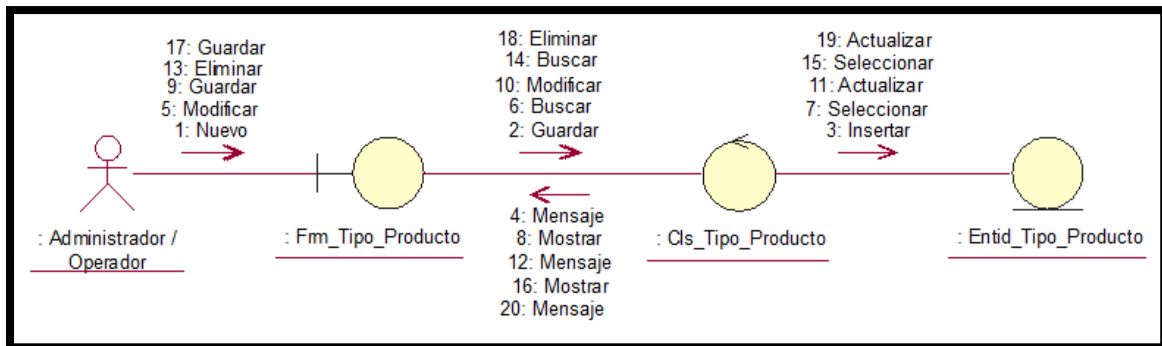 17: Guardar
13: Eliminar
9: Guardar
5: Modificar
1: Nuevo
18: Eliminar
14: Buscar
10: Modificar
6: Buscar
2: Guardar
19: Actualizar
15: Seleccionar
11: Actualizar
7: Seleccionar
3: Insertar
4: Mensaje
8: Mostrar
12: Mensaje
16: Mostrar
20: Mensaje
: Administrador /
Operador
: Frm_Tipo_Producto
: Cls_Tipo_Producto
: Entid_Tipo_Producto